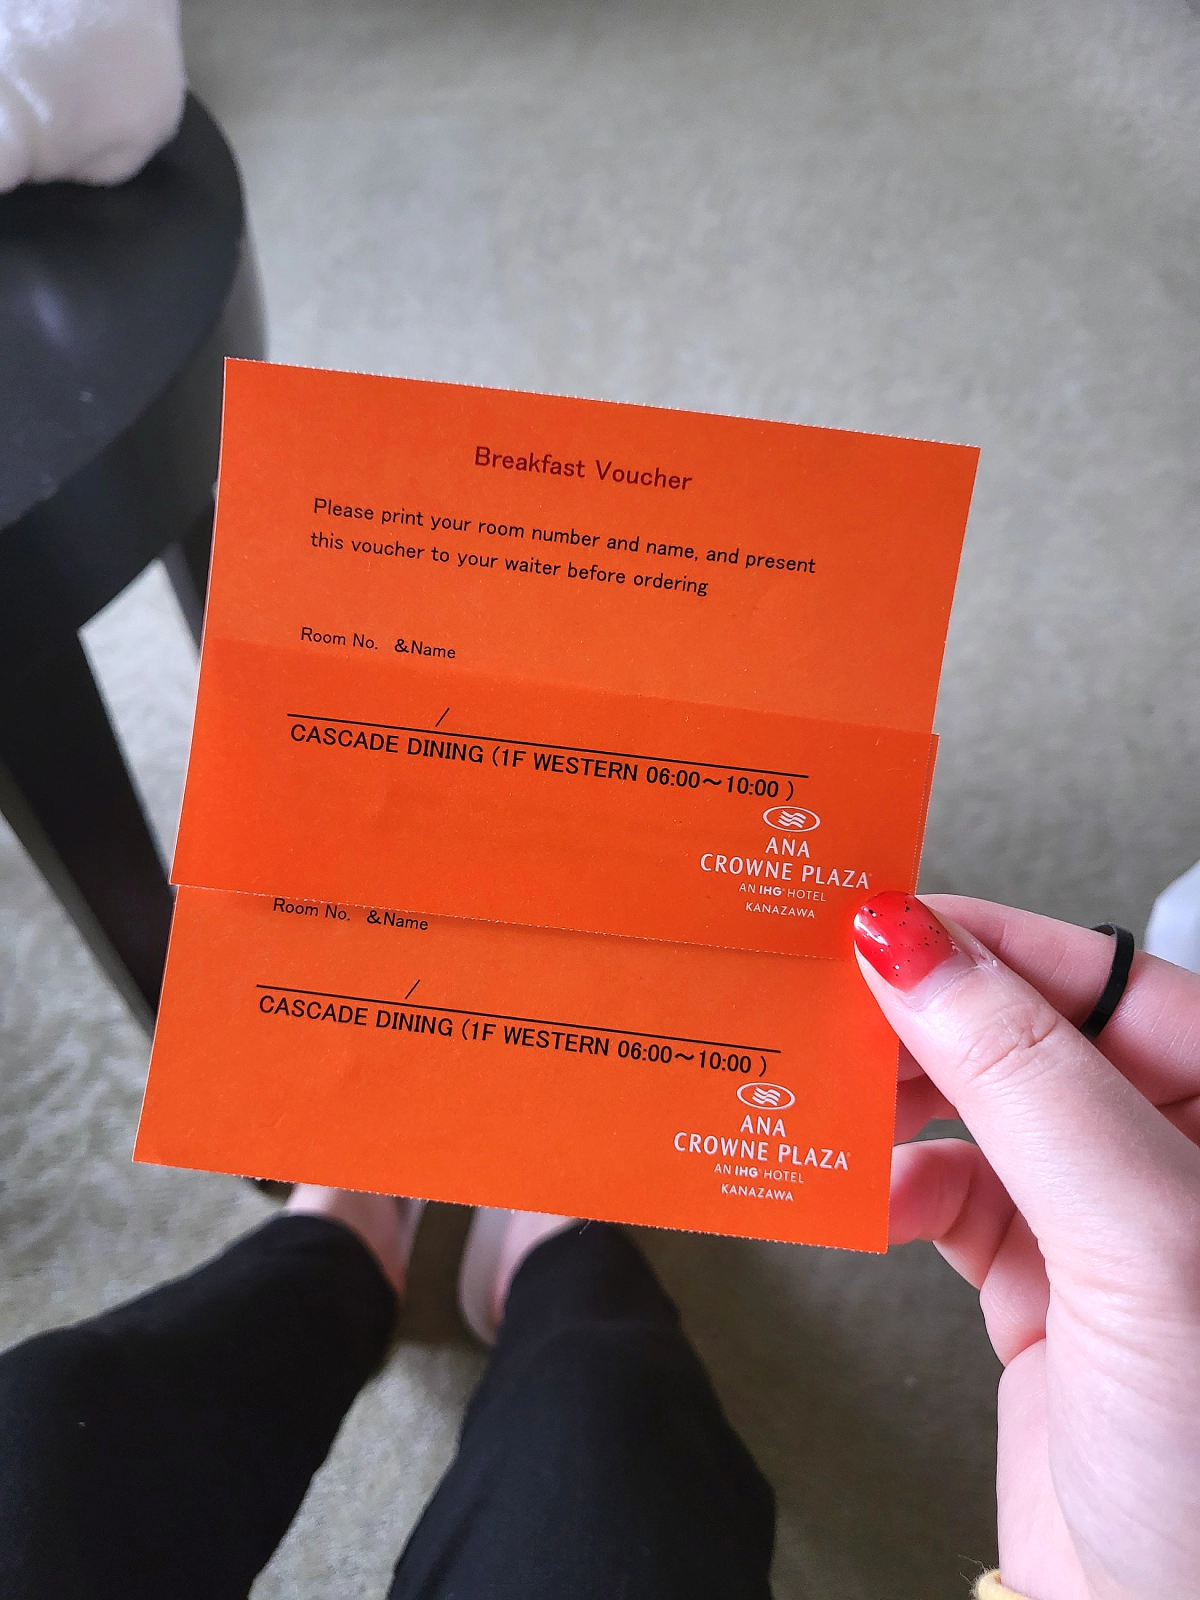 Breakfast Voucher
Please print your room number and name, and present
this voucher to your waiter before ordering
Room No. &Name
/
CASCADE DINING (1F WESTERN 06:00～10:00 )
ANA
CROWNE PLAZA
AN IHG® HOTEL
KANAZAWA
Room No. &Name
/
CASCADE DINING (1F WESTERN 06:00～10:00 )
ANA
CROWNE PLAZA
AN IHG® HOTEL
KANAZAWA